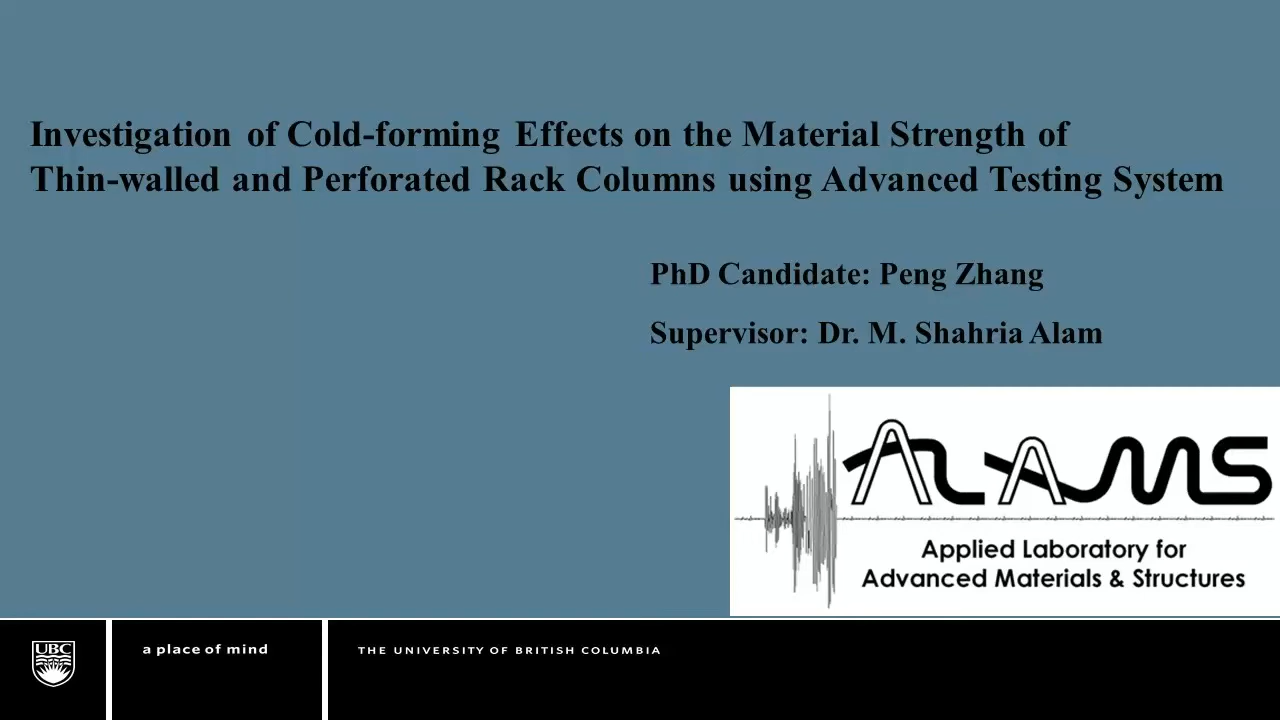 Investigation of Cold-forming Effects on the Material Strength of
Thin-walled and Perforated Rack Columns using Advanced Testing System
PhD Candidate: Peng Zhang
Supervisor: Dr. M. Shahria Alam
ALAMS
Applied Laboratory for
Advanced Materials & Structures
UBC
a place of mind
THE UNIVERSITY OF BRITISH COLUMBIA